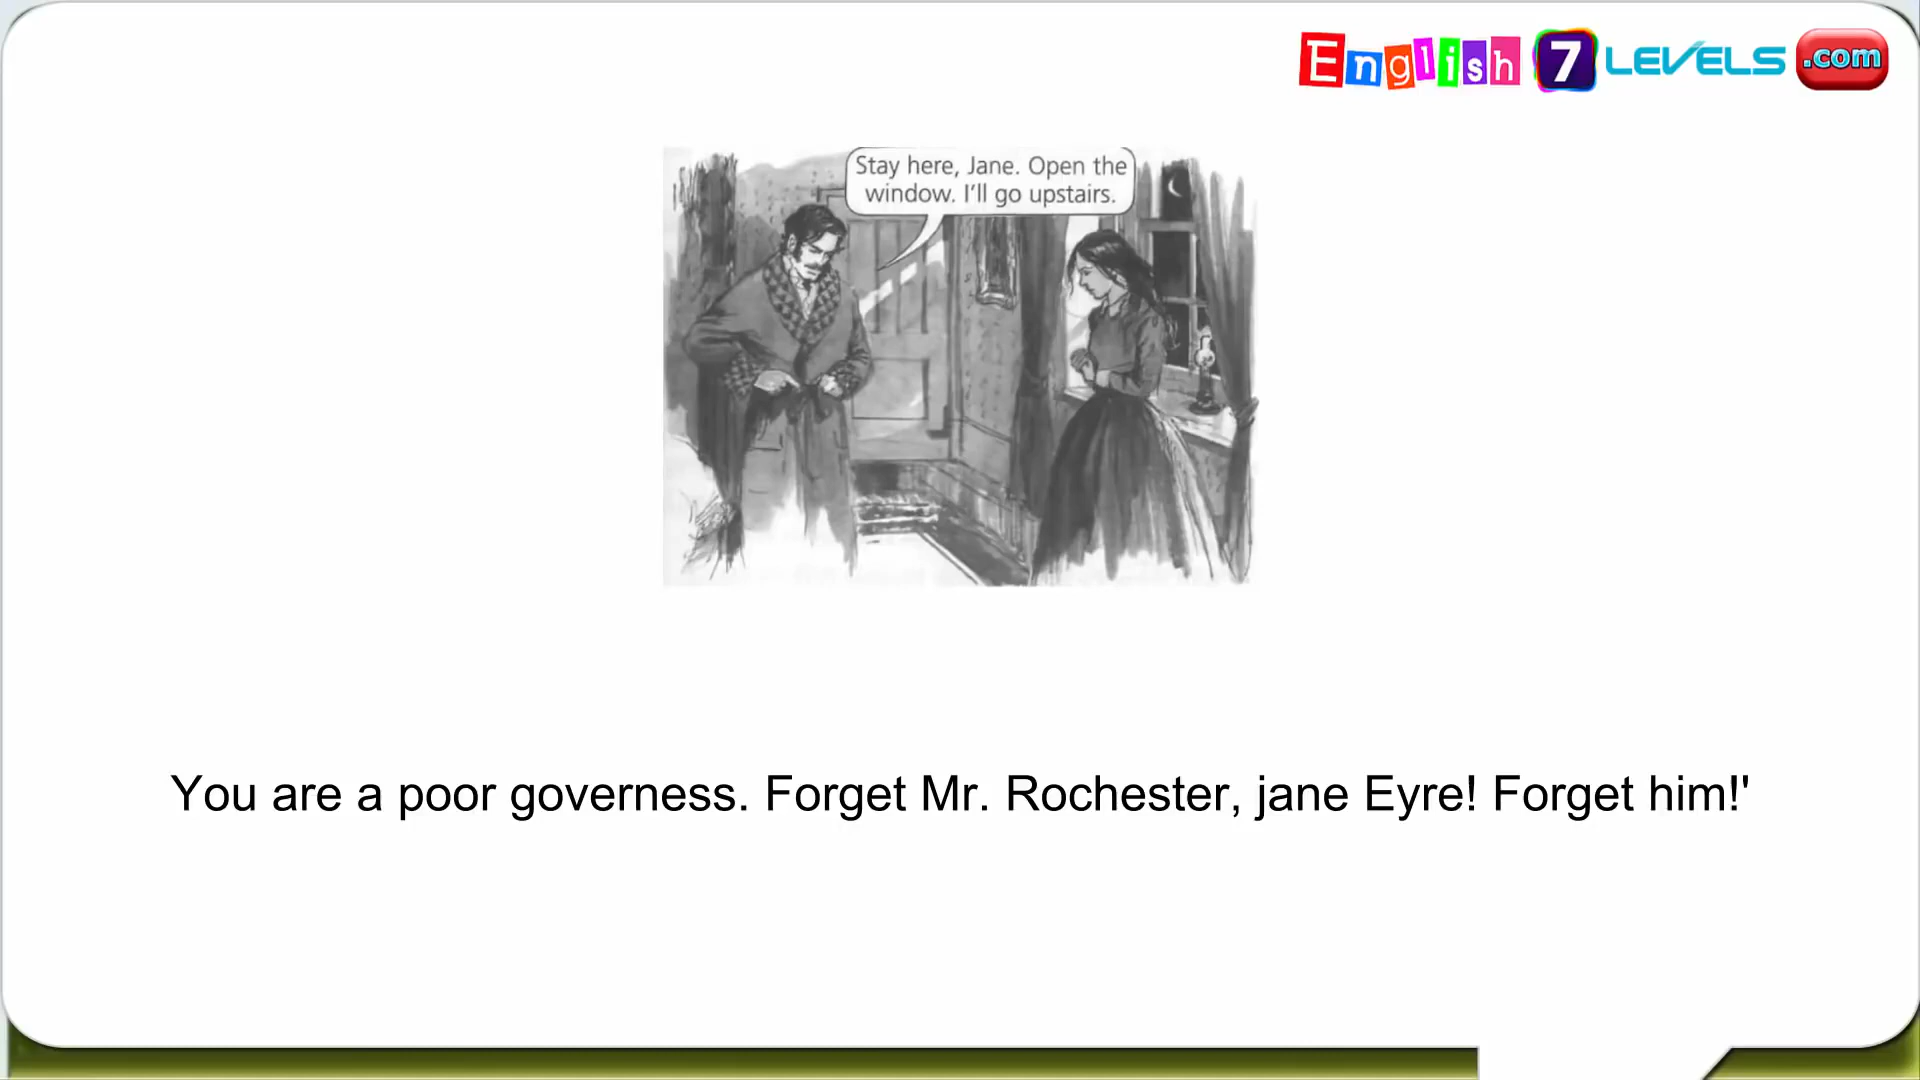 English 7 LEVELS .com
Stay here, Jane. Open the
window. I'll go upstairs.
You are a poor governess. Forget Mr. Rochester, jane Eyre! Forget him!'